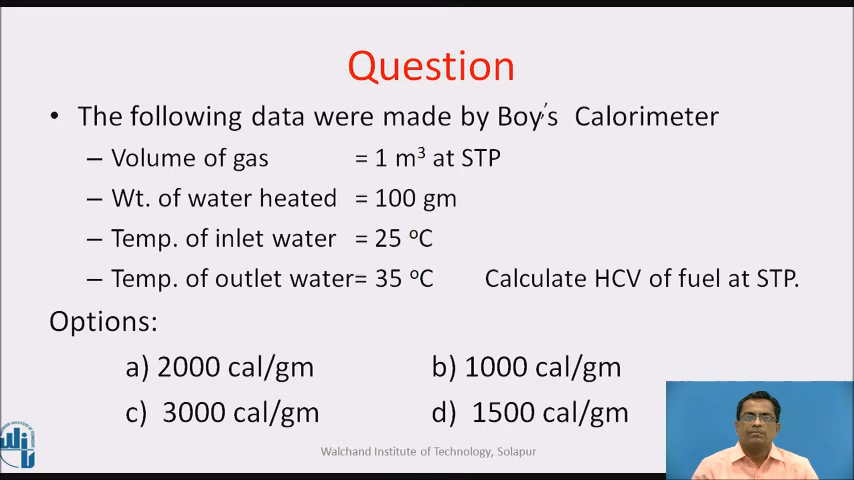 Question
• The following data were made by Boy's Calorimeter
– Volume of gas = 1 m³ at STP
– Wt. of water heated = 100 gm
– Temp. of inlet water = 25 ºC
– Temp. of outlet water= 35 ºC Calculate HCV of fuel at STP.
Options:
a) 2000 cal/gm b) 1000 cal/gm
c) 3000 cal/gm d) 1500 cal/gm
Walchand Institute of Technology, Solapur